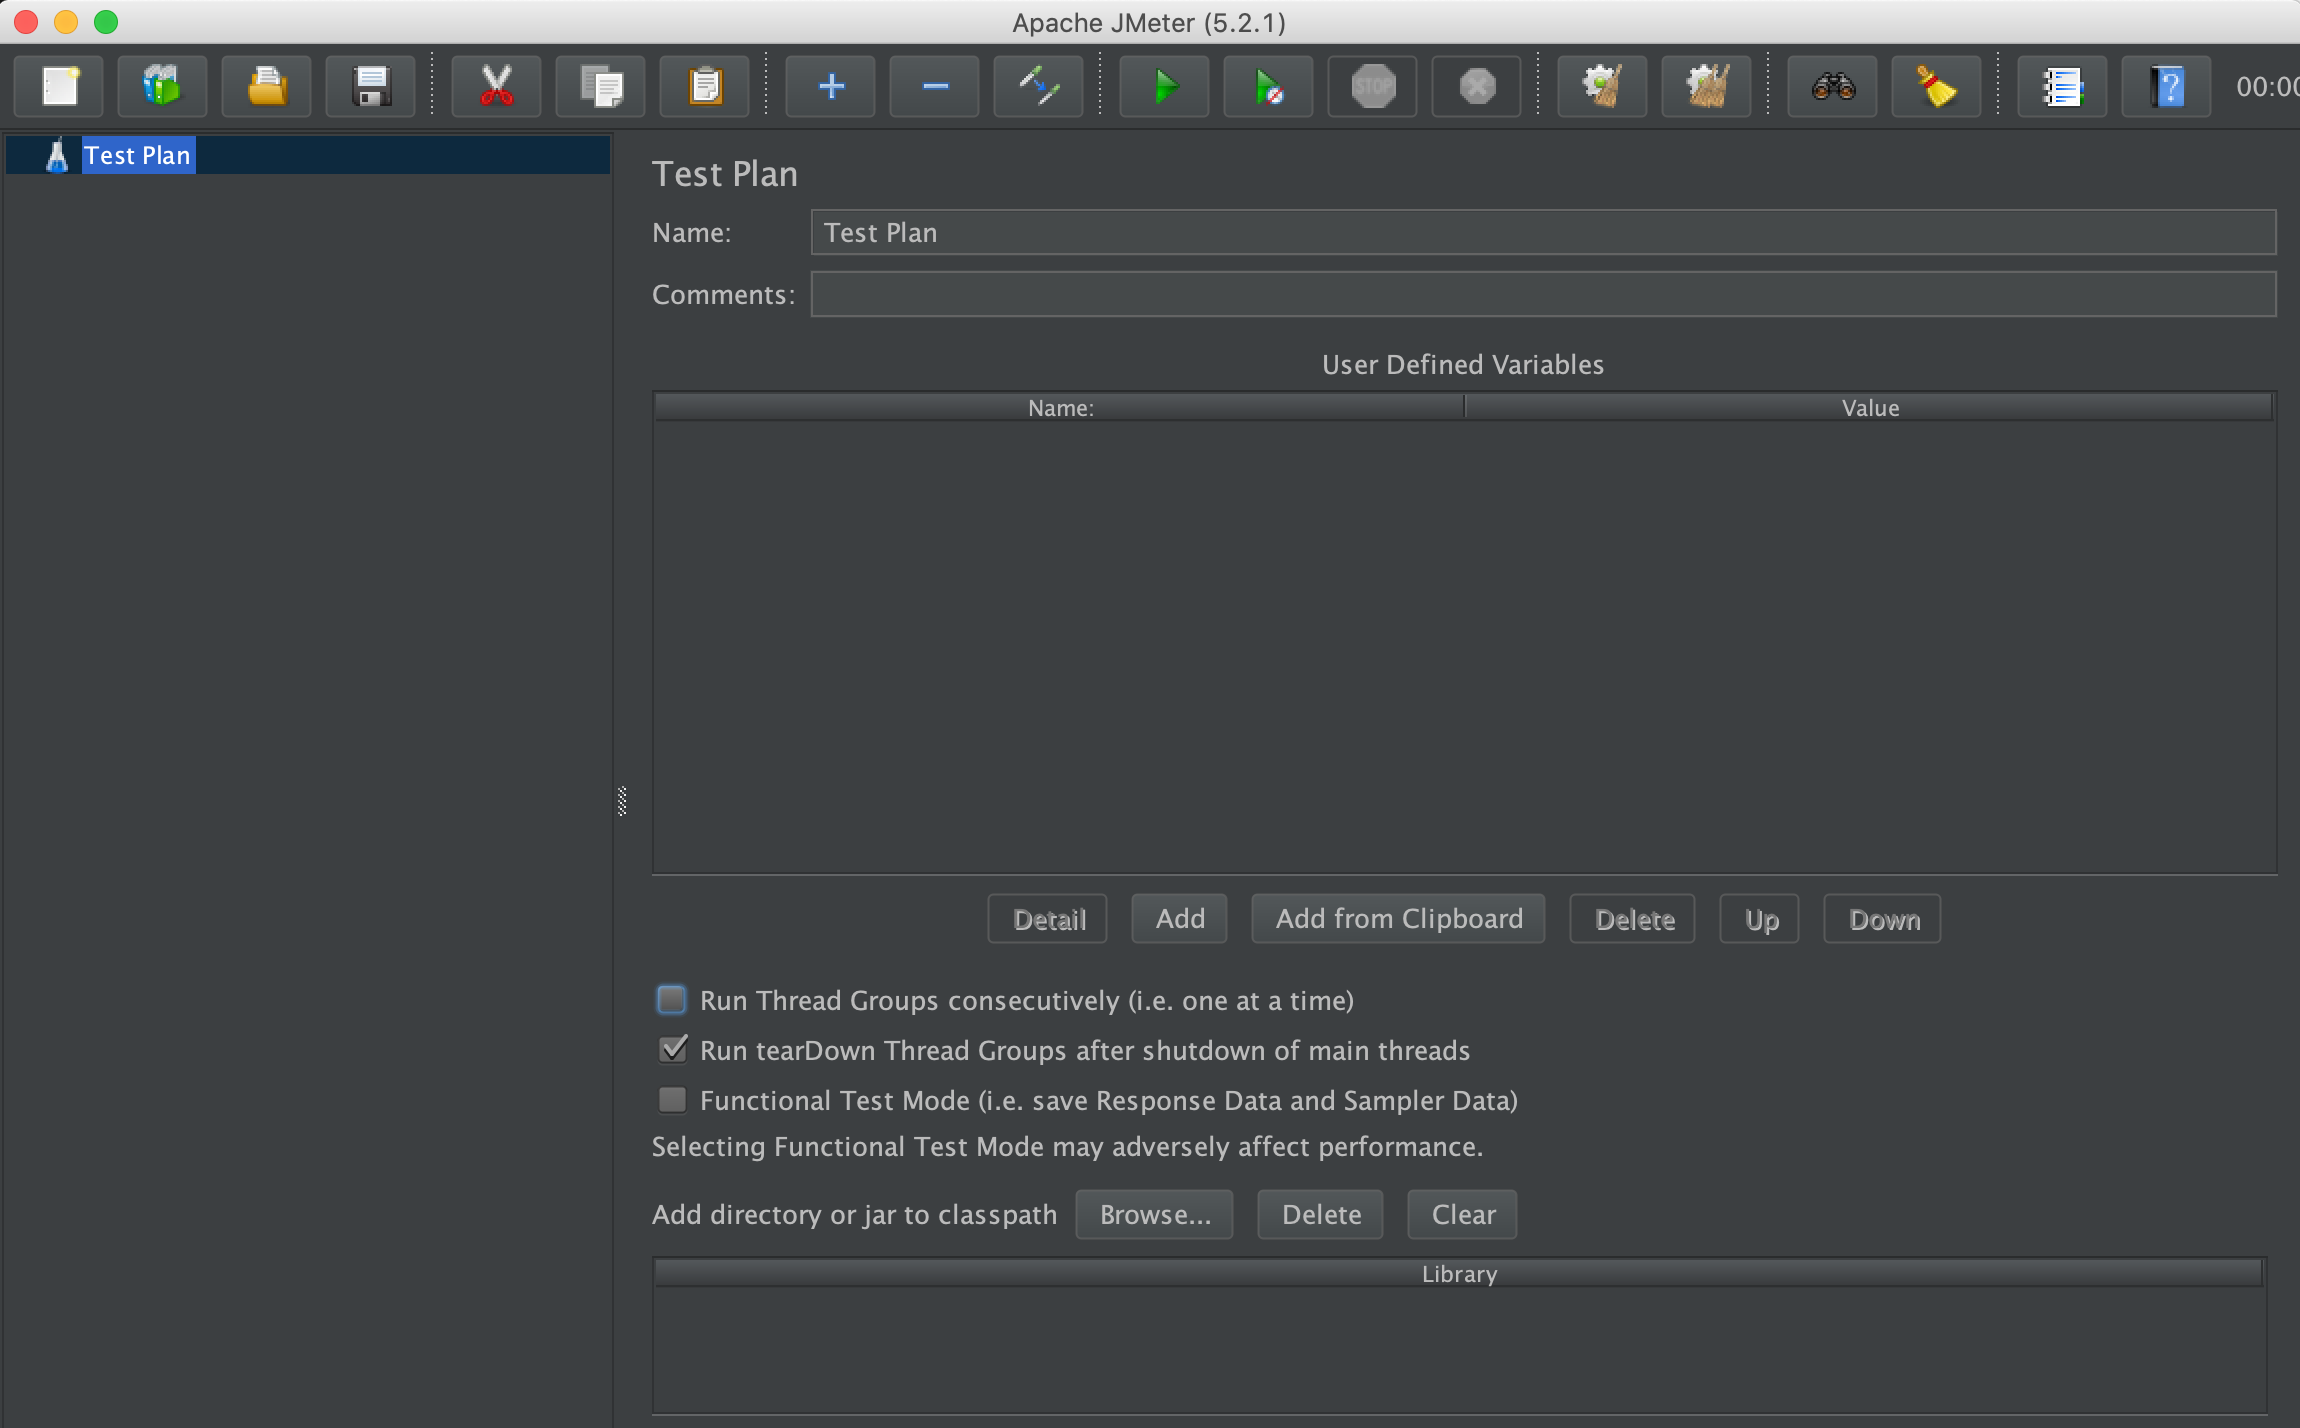 Apache JMeter (5.2.1)
STOP
?
00:00
Test Plan
Test Plan
Name: Test Plan
Comments:
User Defined Variables
Name: Value
Detail Add Add from Clipboard Delete Up Down
Run Thread Groups consecutively (i.e. one at a time)
Run tearDown Thread Groups after shutdown of main threads
Functional Test Mode (i.e. save Response Data and Sampler Data)
Selecting Functional Test Mode may adversely affect performance.
Add directory or jar to classpath Browse... Delete Clear
Library